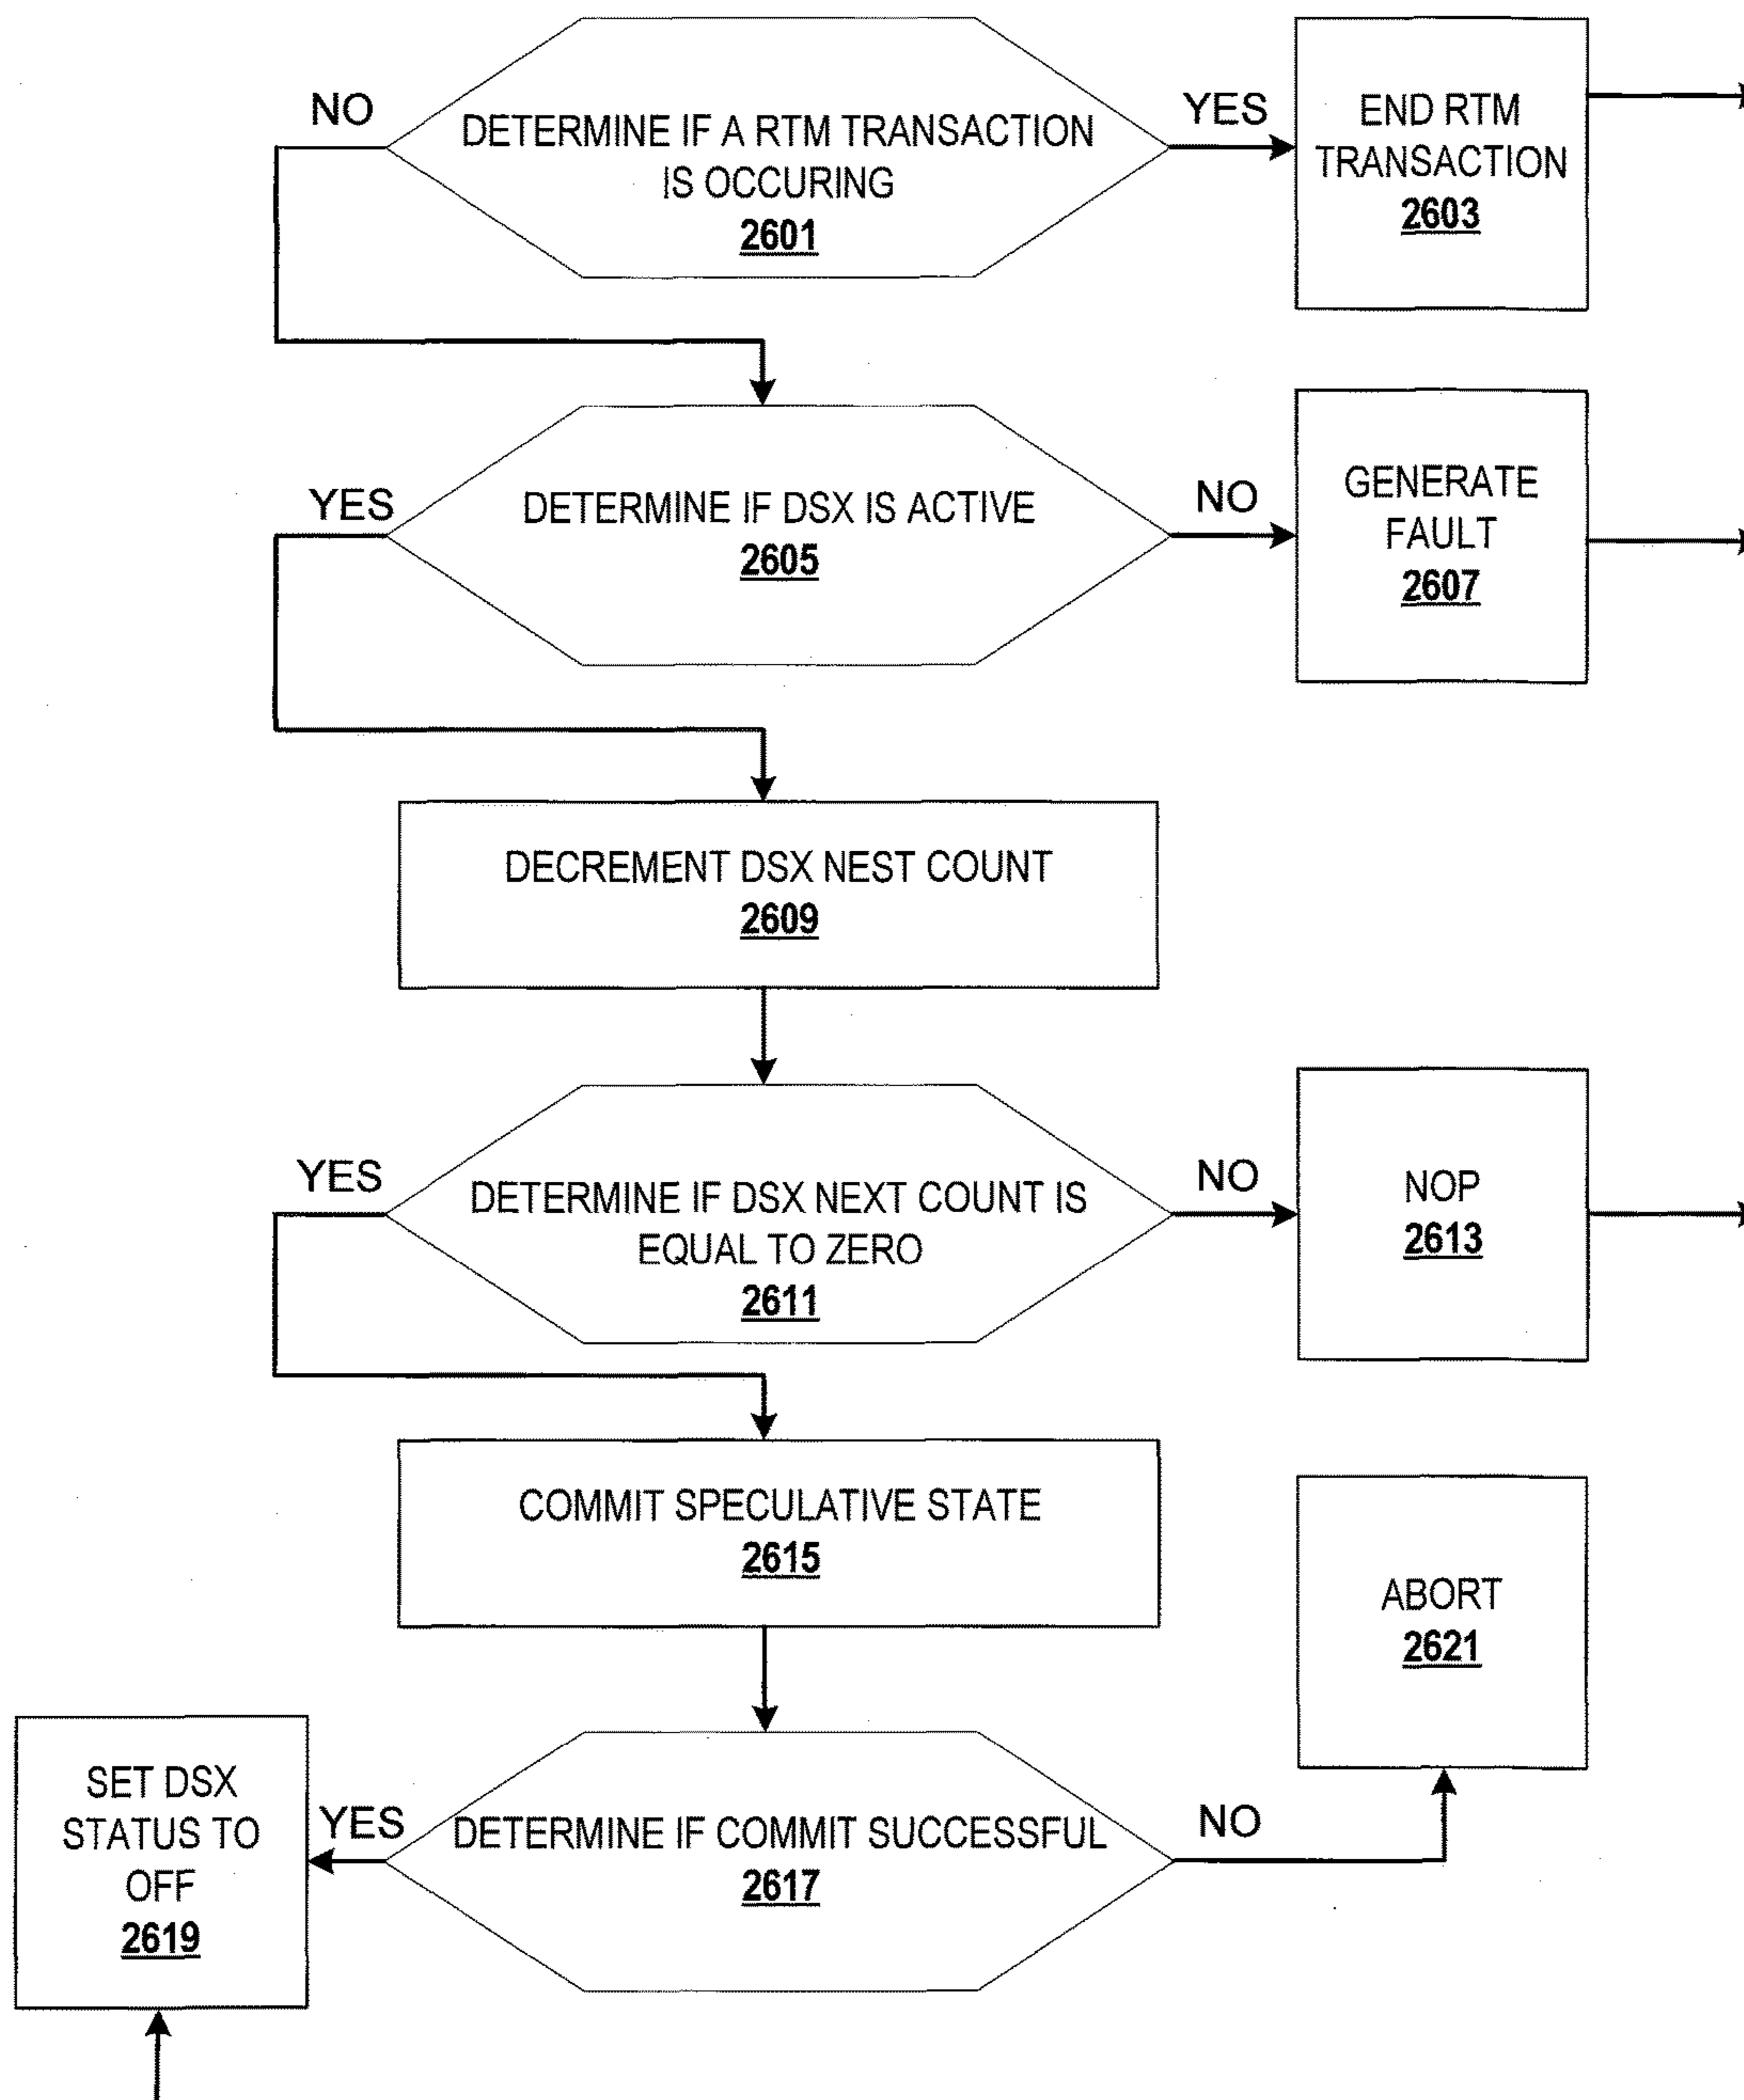 NO
DETERMINE IF A RTM TRANSACTION
IS OCCURING
2601
YES
END RTM
TRANSACTION
2603
YES
DETERMINE IF DSX IS ACTIVE
2605
NO
GENERATE
FAULT
2607
DECREMENT DSX NEST COUNT
2609
YES
DETERMINE IF DSX NEXT COUNT IS
EQUAL TO ZERO
2611
NO
NOP
2613
COMMIT SPECULATIVE STATE
2615
ABORT
2621
SET DSX
STATUS TO
OFF
2619
YES
DETERMINE IF COMMIT SUCCESSFUL
2617
NO